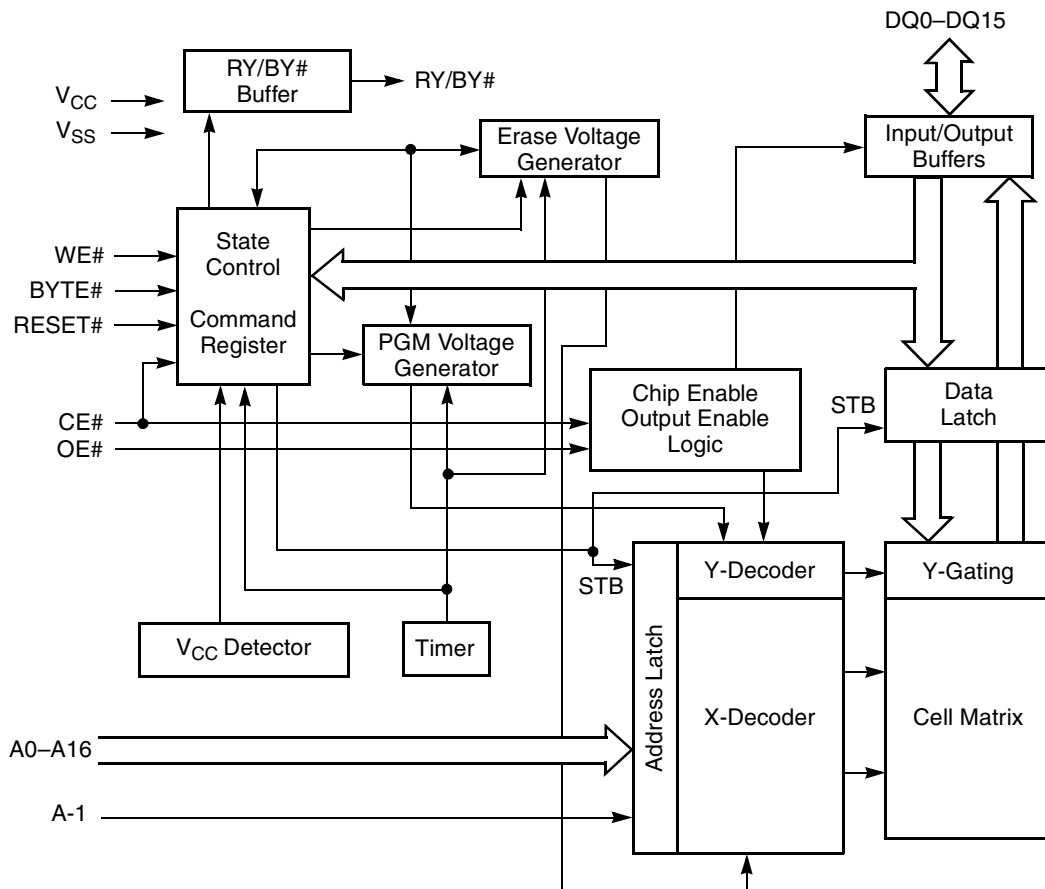 DQ0–DQ15
RY/BY#
Buffer
RY/BY#
VCC
VSS
Erase Voltage
Generator
Input/Output
Buffers
State
Control
Command
Register
WE#
BYTE#
RESET#
PGM Voltage
Generator
Chip Enable
Output Enable
Logic
STB
Data
Latch
CE#
OE#
STB
Y-Decoder
Y-Gating
VCC Detector
Timer
Address Latch
X-Decoder
Cell Matrix
A0–A16
A-1